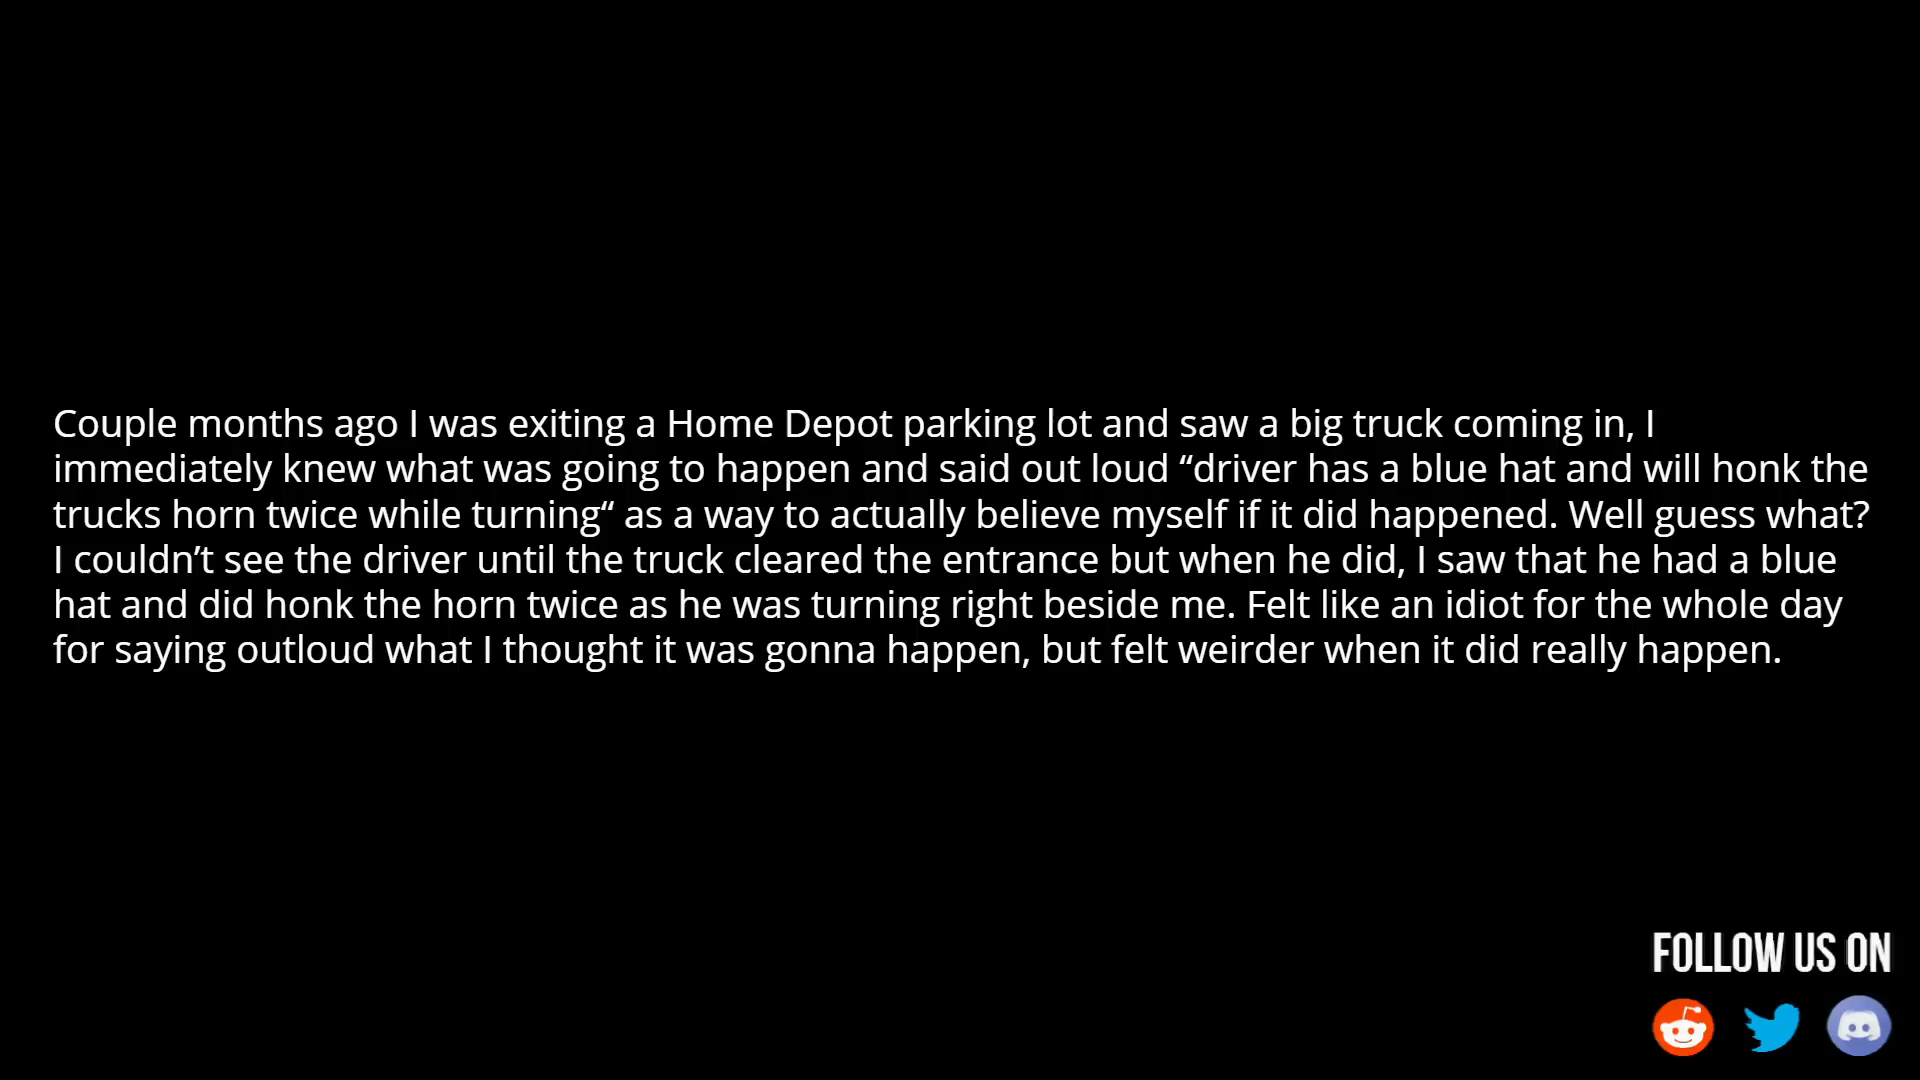 Couple months ago I was exiting a Home Depot parking lot and saw a big truck coming in, I
immediately knew what was going to happen and said out loud “driver has a blue hat and will honk the
trucks horn twice while turning“ as a way to actually believe myself if it did happened. Well guess what?
I couldn’t see the driver until the truck cleared the entrance but when he did, I saw that he had a blue
hat and did honk the horn twice as he was turning right beside me. Felt like an idiot for the whole day
for saying outloud what I thought it was gonna happen, but felt weirder when it did really happen.
FOLLOW US ON